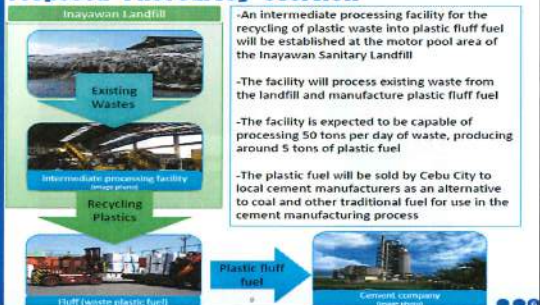 Inayawan Landfill
Existing
Wastes
Intermediate processing facility
(image photo)
Recycling
Plastics
Fluff (waste plastic fuel)
Plastic fluff
fuel
Cement company
(image photo)
-An intermediate processing facility for the
recycling of plastic waste into plastic fluff fuel
will be established at the motor pool area of
the Inayawan Sanitary Landfill
-The facility will process existing waste from
the landfill and manufacture plastic fluff fuel
-The facility is expected to be capable of
processing 50 tons per day of waste, producing
around 5 tons of plastic fuel
-The plastic fuel will be sold by Cebu City to
local cement manufacturers as an alternative
to coal and other traditional fuel for use in the
cement manufacturing process